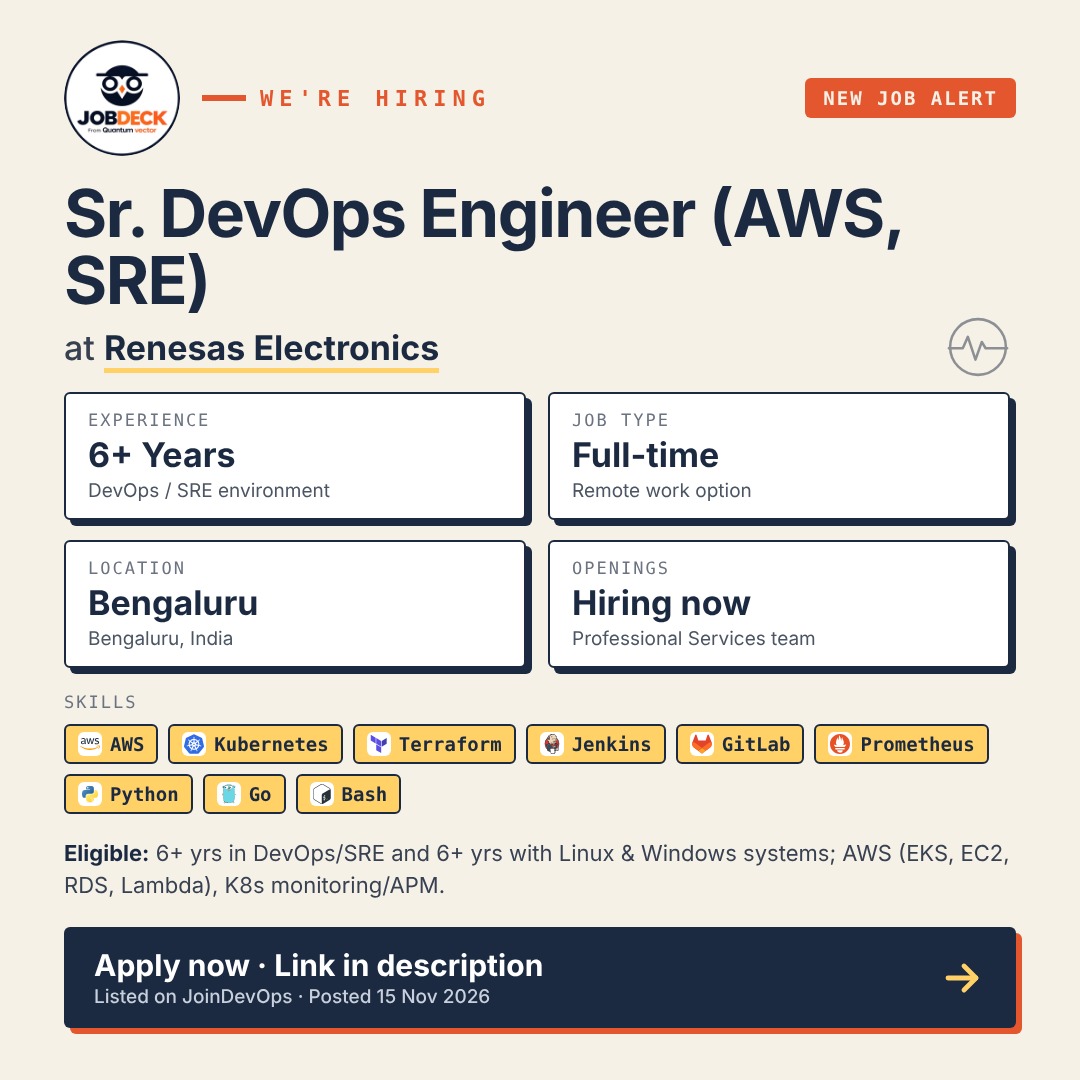 JOBDECK
From Quantum vector
WE'RE HIRING
NEW JOB ALERT
Sr. DevOps Engineer (AWS,
SRE)
at Renesas Electronics
EXPERIENCE
6+ Years
DevOps / SRE environment
JOB TYPE
Full-time
Remote work option
LOCATION
Bengaluru
Bengaluru, India
OPENINGS
Hiring now
Professional Services team
SKILLS
aws AWS Kubernetes Terraform Jenkins GitLab Prometheus
Python Go Bash
Eligible: 6+ yrs in DevOps/SRE and 6+ yrs with Linux & Windows systems; AWS (EKS, EC2,
RDS, Lambda), K8s monitoring/APM.
Apply now · Link in description
Listed on JoinDevOps · Posted 15 Nov 2026